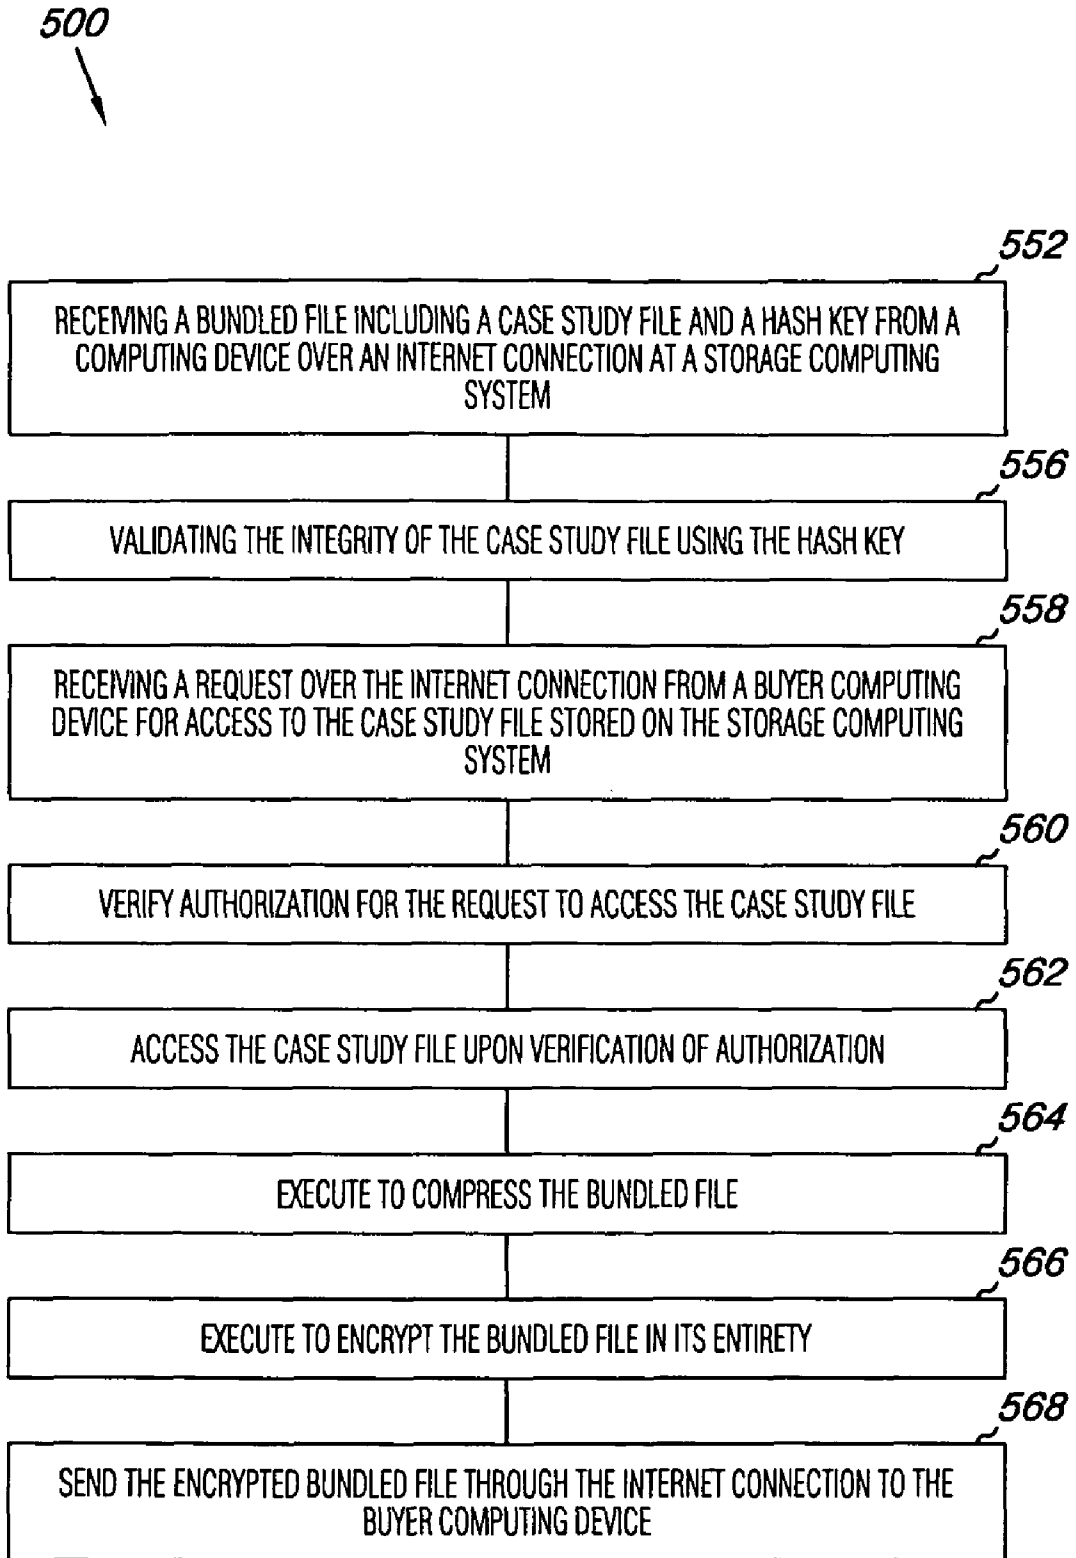 500
552
RECEIVING A BUNDLED FILE INCLUDING A CASE STUDY FILE AND A HASH KEY FROM A
COMPUTING DEVICE OVER AN INTERNET CONNECTION AT A STORAGE COMPUTING
SYSTEM
556
VALIDATING THE INTEGRITY OF THE CASE STUDY FILE USING THE HASH KEY
558
RECEIVING A REQUEST OVER THE INTERNET CONNECTION FROM A BUYER COMPUTING
DEVICE FOR ACCESS TO THE CASE STUDY FILE STORED ON THE STORAGE COMPUTING
SYSTEM
560
VERIFY AUTHORIZATION FOR THE REQUEST TO ACCESS THE CASE STUDY FILE
562
ACCESS THE CASE STUDY FILE UPON VERIFICATION OF AUTHORIZATION
564
EXECUTE TO COMPRESS THE BUNDLED FILE
566
EXECUTE TO ENCRYPT THE BUNDLED FILE IN ITS ENTIRETY
568
SEND THE ENCRYPTED BUNDLED FILE THROUGH THE INTERNET CONNECTION TO THE
BUYER COMPUTING DEVICE